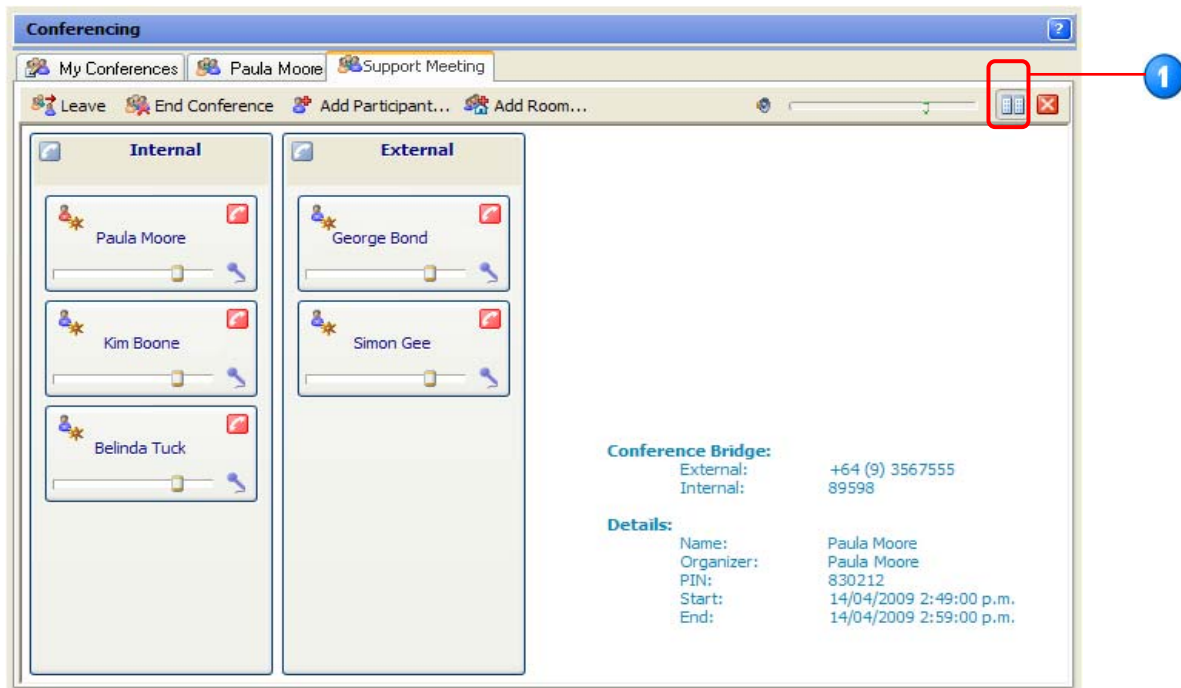 Conferencing ?
My Conferences Paula Moore Support Meeting
1
Leave End Conference Add Participant... Add Room...
Internal External
Paula Moore George Bond
Kim Boone Simon Gee
Belinda Tuck
Conference Bridge:
External: +64 (9) 3567555
Internal: 89598
Details:
Name: Paula Moore
Organizer: Paula Moore
PIN: 830212
Start: 14/04/2009 2:49:00 p.m.
End: 14/04/2009 2:59:00 p.m.